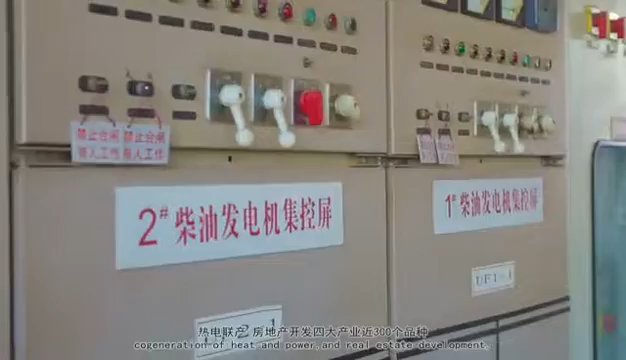 禁止合闸 禁止合闸
有人工作 有人工作
2#柴油发电机集控屏
1#柴油发电机集控屏
UF1-1
热电联产 房地产开发四大产业近300个品种
cogeneration of heat and power,and real estate development.